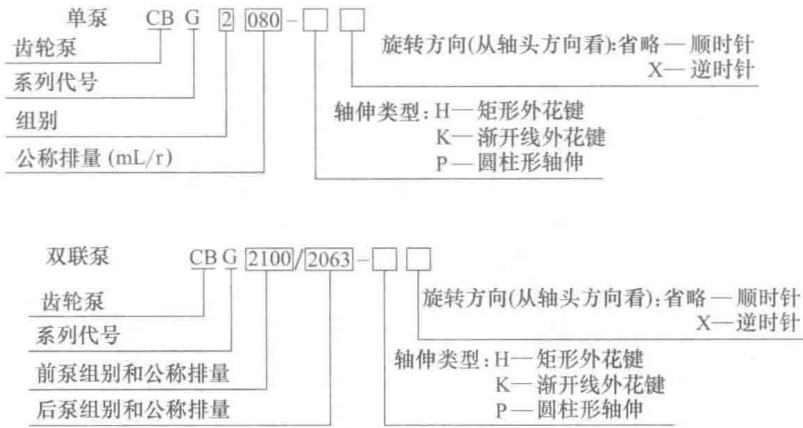 单泵 CB G 2 080-□ □
齿轮泵
旋转方向(从轴头方向看):省略—顺时针
X—逆时针
系列代号
组别
轴伸类型:H—矩形外花键
K—渐开线外花键
公称排量 (mL/r)
P—圆柱形轴伸
双联泵 CB G 2100/2063-□ □
齿轮泵
旋转方向(从轴头方向看):省略—顺时针
X—逆时针
系列代号
前泵组别和公称排量
轴伸类型:H—矩形外花键
K—渐开线外花键
后泵组别和公称排量
P—圆柱形轴伸